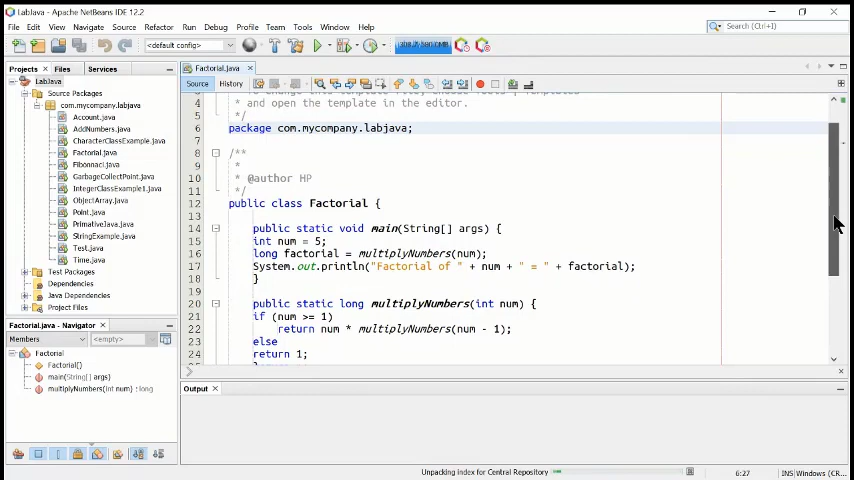 LabJava - Apache NetBeans IDE 12.2
File Edit View Navigate Source Refactor Run Debug Profile Team Tools Window Help
Search (Ctrl+I)
<default config>
Projects Files Services
LabJava
Source Packages
com.mycompany.labjava
Account.java
AddNumbers.java
CharacterClassExample.java
Factorial.java
Fibonnaci.java
GarbageCollectPoint.java
IntegerClassExample1.java
ObjectArray.java
Point.java
PrimativeJava.java
StringExample.java
Test.java
Time.java
Test Packages
Dependencies
Java Dependencies
Project Files
Factorial.java - Navigator
Members <empty>
Factorial
Factorial()
main(String[] args)
multiplyNumbers(int num) : long
Factorial.java
Source History
4 * and open the template in the editor.
5 */
6 package com.mycompany.labjava;
7
8 /**
9 *
10 * @author HP
11 */
12 public class Factorial {
13
14 public static void main(String[] args) {
15 int num = 5;
16 long factorial = multiplyNumbers(num);
17 System.out.println("Factorial of " + num + " = " + factorial);
18 }
19
20 public static long multiplyNumbers(int num) {
21 if (num >= 1)
22 return num * multiplyNumbers(num - 1);
23 else
24 return 1;
Output
Unpacking index for Central Repository
6:27 INS Windows (CR...